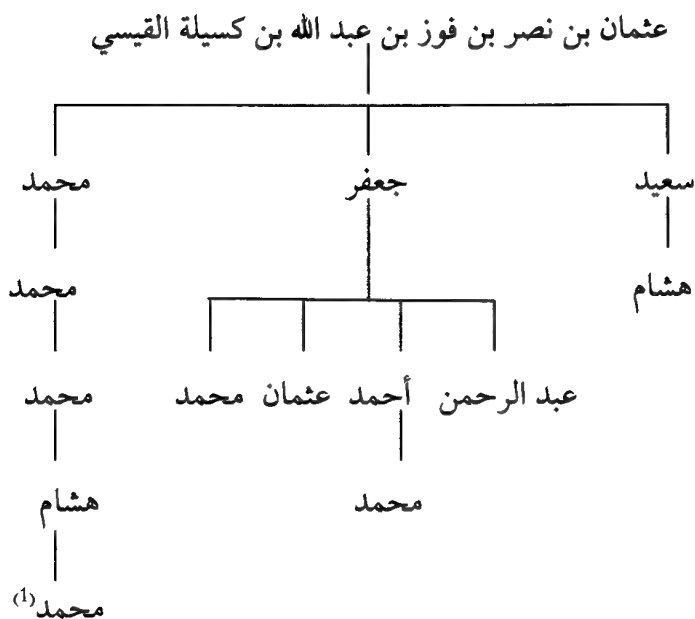 عثمان بن نصر بن فوز بن عبد الله بن كسيلة القيسي
سعيد جعفر محمد
هشام محمد
عبد الرحمن أحمد عثمان محمد محمد
محمد هشام
محمد(1)